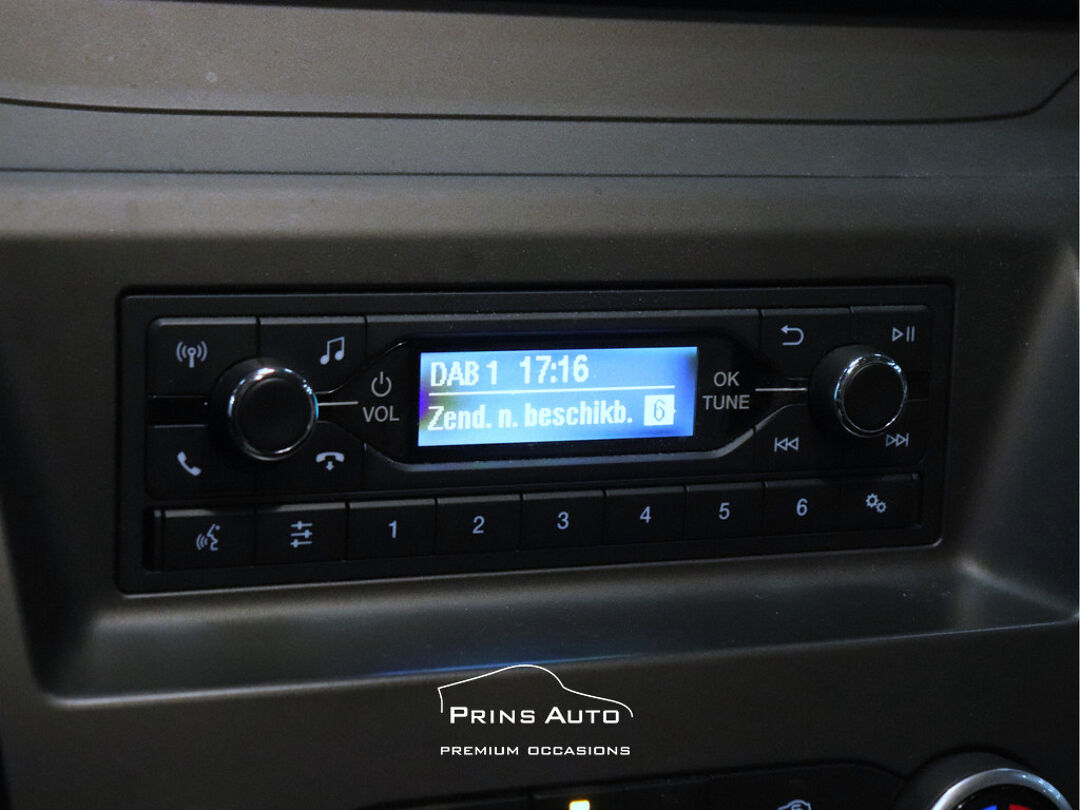 DAB 1 17:16
Zend. n. beschikb. 6
VOL
OK
TUNE
1 2 3 4 5 6
PRINS AUTO
PREMIUM OCCASIONS